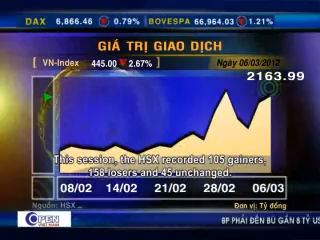 DAX 6,866.46 0.79% BOVESPA 66,964.03 1.21%
GIÁ TRỊ GIAO DỊCH
[ VN-Index 445.00 2.67% ] Ngày 06/03/2012
2163.99
This session, the HSX recorded 105 gainers,
158 losers and 45 unchanged.
08/02 14/02 21/02 28/02 06/03
Nguồn: HSX ... Đơn vị: Tỷ đồng
OPEN
VIETNAM
BP PHẢI ĐỀN BÙ GẦN 8 TỶ US